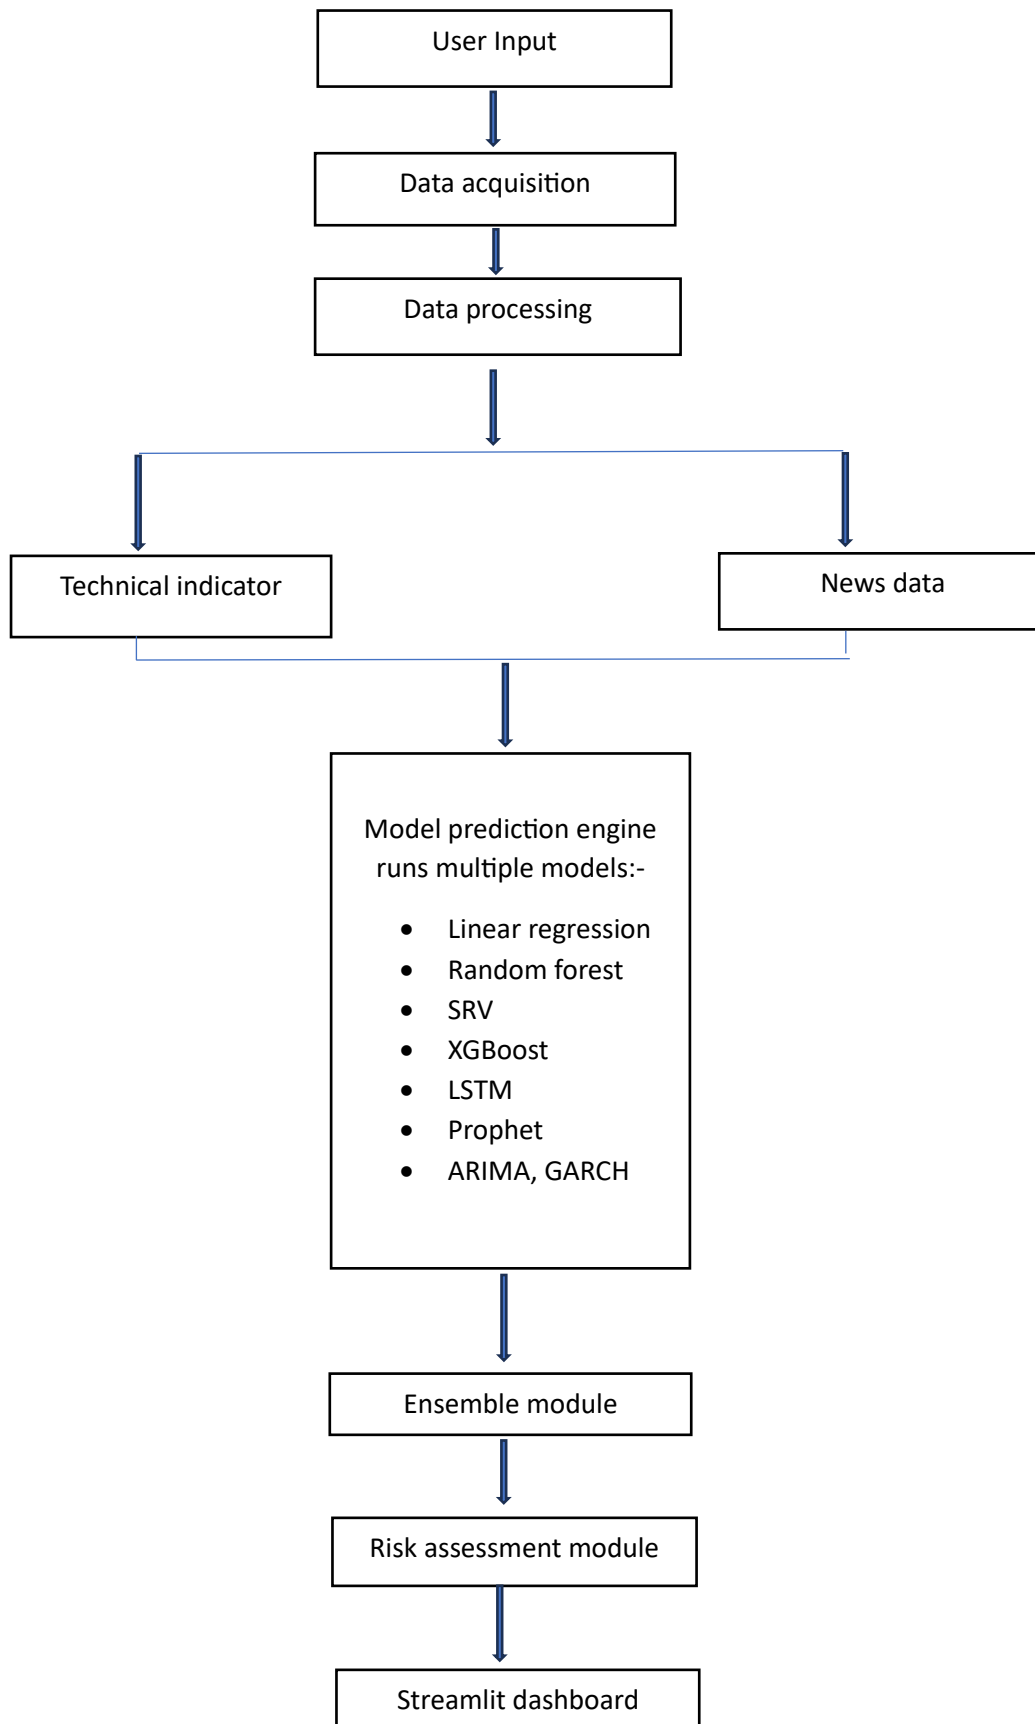 User Input
Data acquisition
Data processing
Technical indicator
News data
Model prediction engine
runs multiple models:-
• Linear regression
• Random forest
• SRV
• XGBoost
• LSTM
• Prophet
• ARIMA, GARCH
Ensemble module
Risk assessment module
Streamlit dashboard